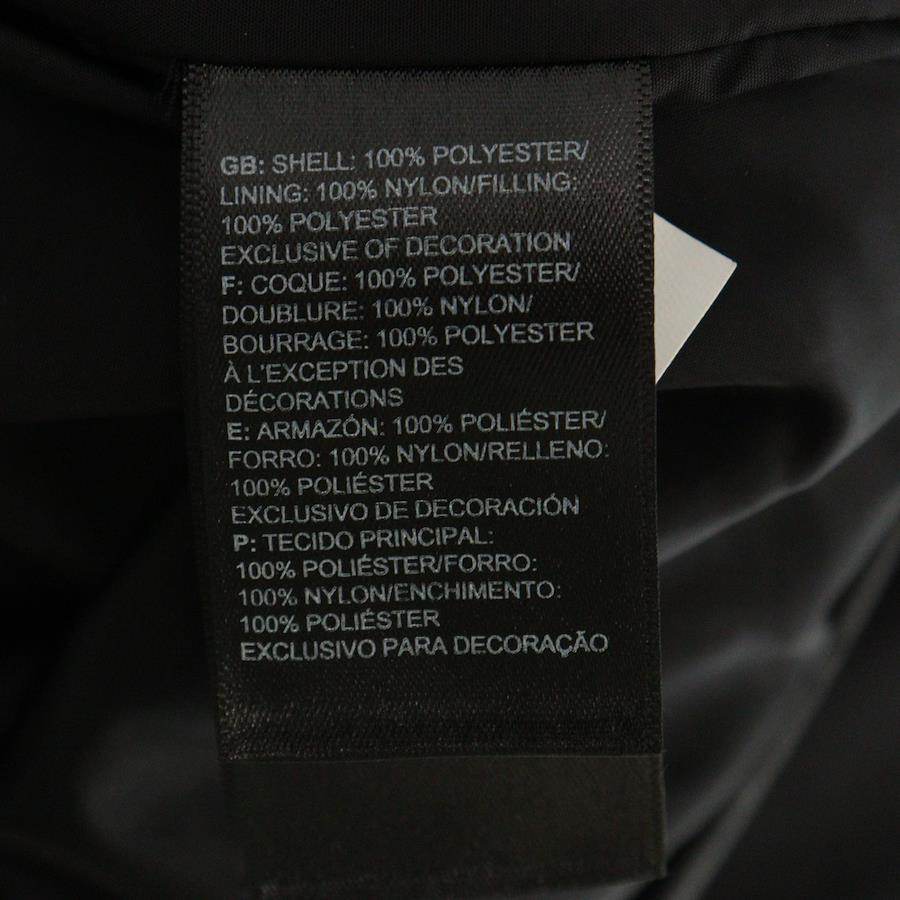 GB: SHELL: 100% POLYESTER/
LINING: 100% NYLON/FILLING:
100% POLYESTER
EXCLUSIVE OF DECORATION
F: COQUE: 100% POLYESTER/
DOUBLURE: 100% NYLON/
BOURRAGE: 100% POLYESTER
À L'EXCEPTION DES
DÉCORATIONS
E: ARMAZÓN: 100% POLIÉSTER/
FORRO: 100% NYLON/RELLENO:
100% POLIÉSTER
EXCLUSIVO DE DECORACIÓN
P: TECIDO PRINCIPAL:
100% POLIÉSTER/FORRO:
100% NYLON/ENCHIMENTO:
100% POLIÉSTER
EXCLUSIVO PARA DECORAÇÃO